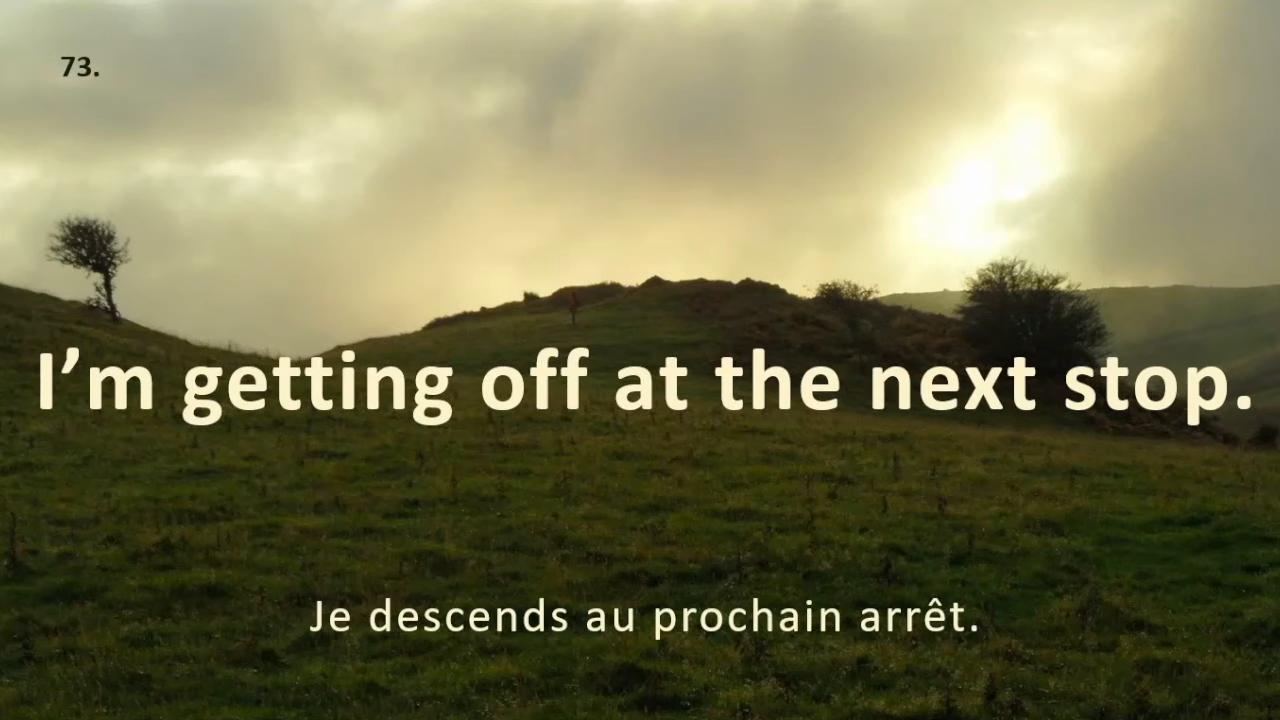 73.
I’m getting off at the next stop.
Je descends au prochain arrêt.